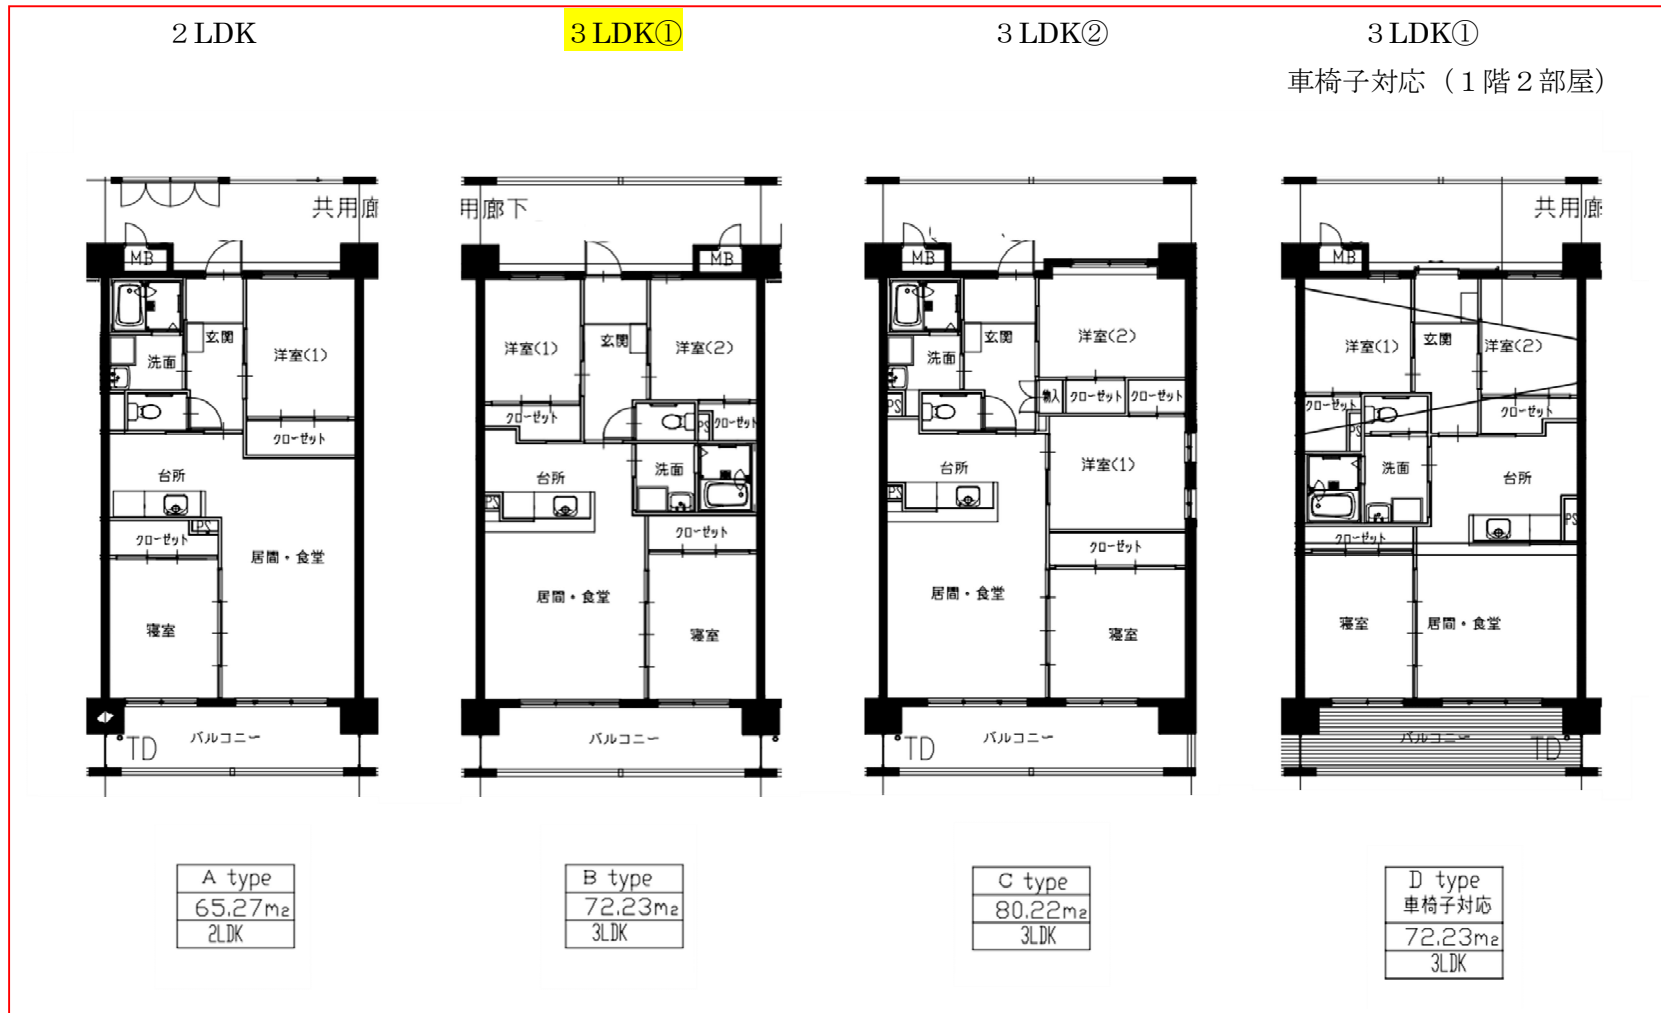 ２LDK
３LDK①
３LDK②
３LDK①
車椅子対応（１階２部屋）
共用廊
MB
玄関
洋室(1)
洗面
クローゼット
台所
PS
クローゼット
居間・食堂
寝室
バルコニー
TD
A type
65.27m2
2LDK
用廊下
MB
洋室(1)
玄関
洋室(2)
クローゼット
PS
クローゼット
台所
洗面
PS
クローゼット
居間・食堂
寝室
バルコニー
B type
72.23m2
3LDK
MB
玄関
洋室(2)
洗面
PS
物入
クローゼット
クローゼット
台所
洋室(1)
PS
クローゼット
居間・食堂
寝室
バルコニー
TD
C type
80.22m2
3LDK
共用廊
MB
洋室(1)
玄関
洋室(2)
クローゼット
PS
クローゼット
洗面
台所
PS
クローゼット
寝室
居間・食堂
バルコニー
TD
D type
車椅子対応
72.23m2
3LDK